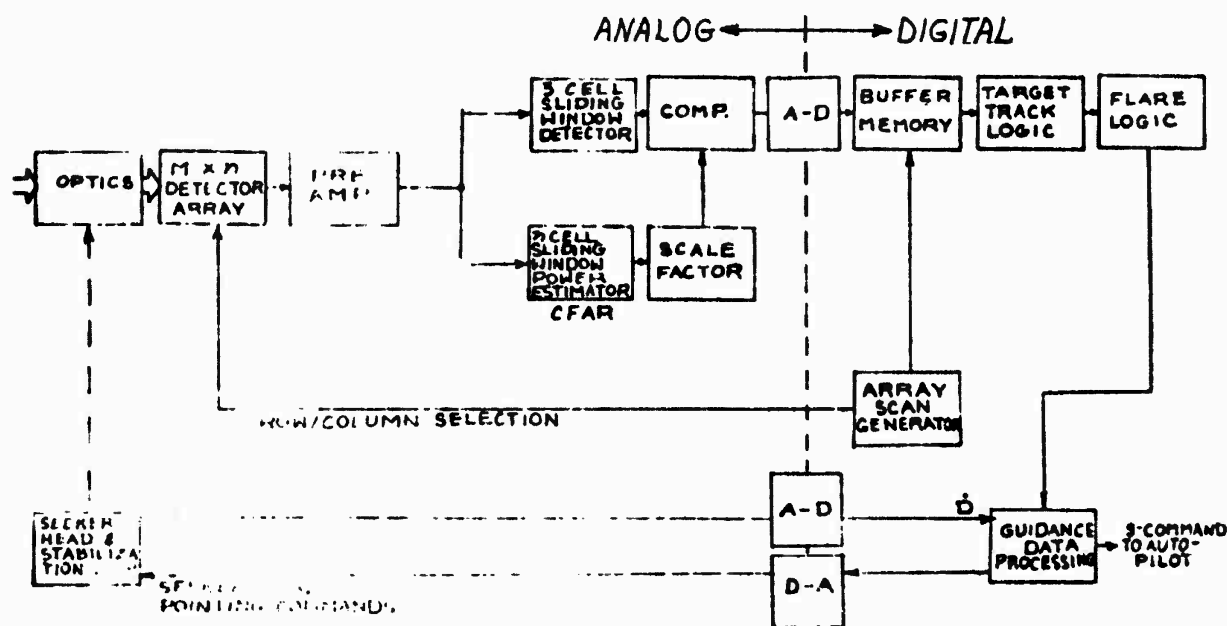 ANALOG DIGITAL
3 CELL
SLIDING
WINDOW
DETECTOR
COMP.
A-D
BUFFER
MEMORY
TARGET
TRACK
LOGIC
FLARE
LOGIC
OPTICS
M x n
DETECTOR
ARRAY
PRE
AMP
n CELL
SLIDING
WINDOW
POWER
ESTIMATOR
CFAR
SCALE
FACTOR
ROW/COLUMN SELECTION
ARRAY
SCAN
GENERATOR
SEEKER
HEAD &
STABILIZA
TION
A-D
Ḋ
GUIDANCE
DATA
PROCESSING
g-COMMAND
TO AUTO-
PILOT
D-A
POINTING COMMANDS